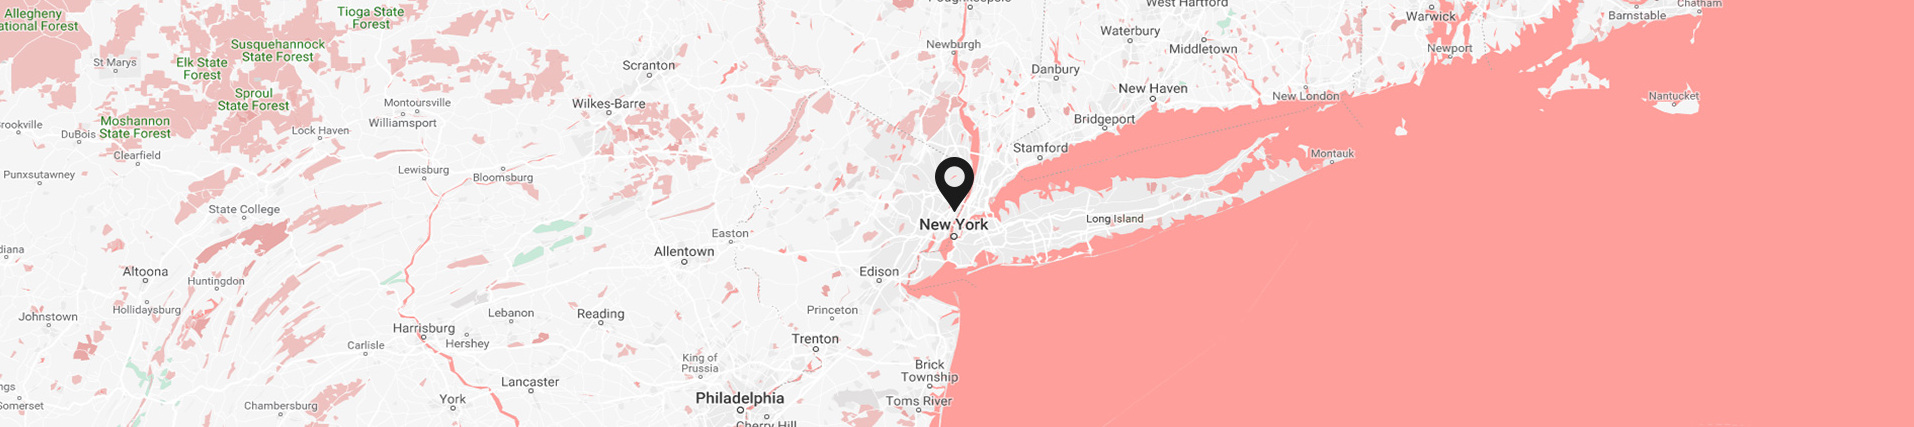 Allegheny
ational Forest
Tioga State
Forest
Poughkeepsie
West Hartford
Chatham
Warwick
Barnstable
Waterbury
Susquehannock
State Forest
Newburgh
Middletown
Newport
St Marys
Elk State
Forest
Scranton
Danbury
New Haven
New London
Nantucket
Sproul
State Forest
Montoursville
Wilkes-Barre
Williamsport
Bridgeport
rookville
DuBois
Moshannon
State Forest
Lock Haven
Stamford
Montauk
Clearfield
Punxsutawney
Lewisburg
Bloomsburg
State College
Long Island
New York
Easton
diana
Allentown
Altoona
Huntingdon
Edison
Hollidaysburg
Johnstown
Lebanon
Reading
Princeton
Harrisburg
Hershey
Trenton
Carlisle
King of
Prussia
Brick
Township
Lancaster
ngs
Somerset
Chambersburg
York
Philadelphia
Toms River
Cherry Hill